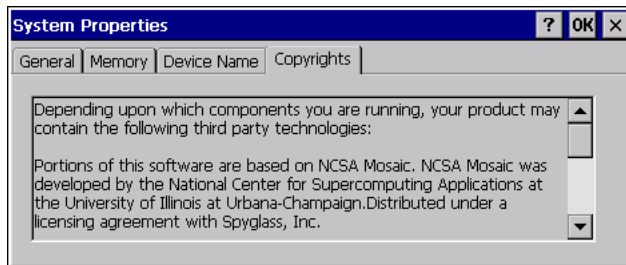 System Properties ? OK ×
General Memory Device Name Copyrights
Depending upon which components you are running, your product may
contain the following third party technologies:
Portions of this software are based on NCSA Mosaic. NCSA Mosaic was
developed by the National Center for Supercomputing Applications at
the University of Illinois at Urbana-Champaign.Distributed under a
licensing agreement with Spyglass, Inc.